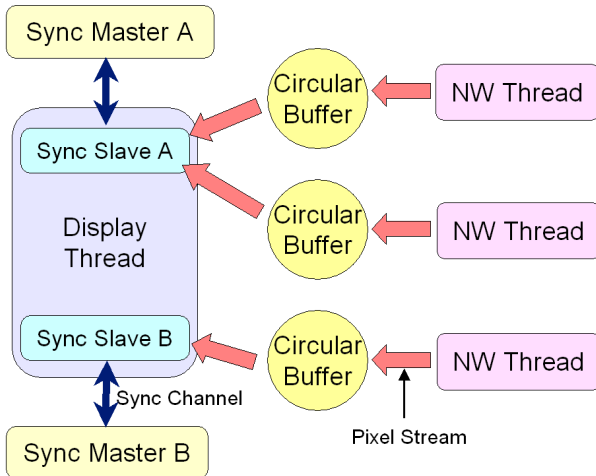 Sync Master A
Circular
Buffer
NW Thread
Sync Slave A
Display
Thread
Circular
Buffer
NW Thread
Sync Slave B
Circular
Buffer
NW Thread
Sync Channel
Pixel Stream
Sync Master B